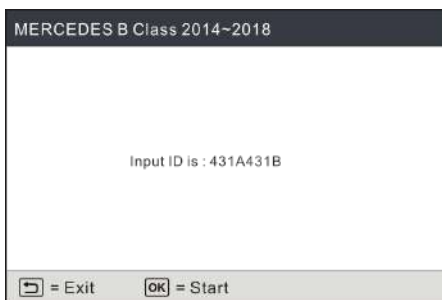 MERCEDES B Class 2014~2018
Input ID is : 431A431B
= Exit OK = Start